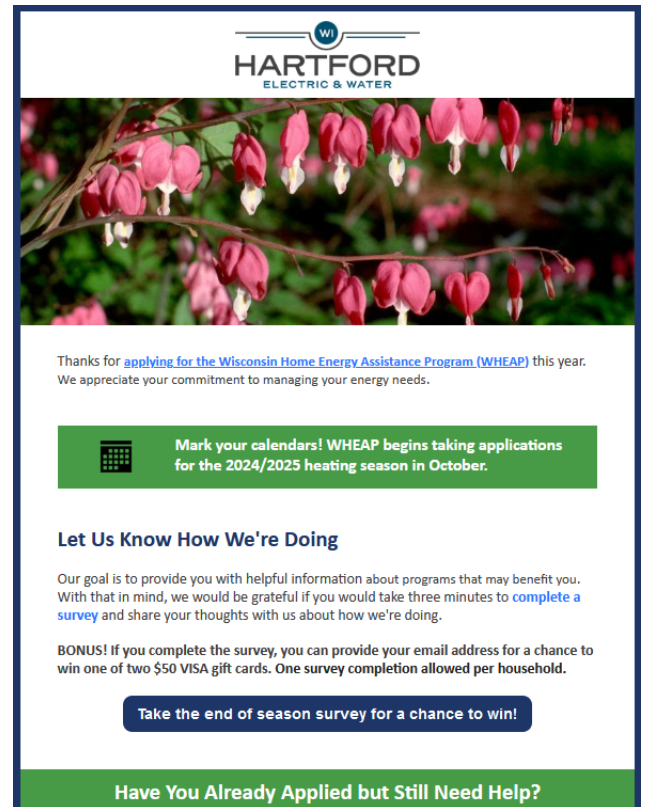 WI
HARTFORD
ELECTRIC & WATER
Thanks for applying for the Wisconsin Home Energy Assistance Program (WHEAP) this year.
We appreciate your commitment to managing your energy needs.
Mark your calendars! WHEAP begins taking applications
for the 2024/2025 heating season in October.
Let Us Know How We're Doing
Our goal is to provide you with helpful information about programs that may benefit you.
With that in mind, we would be grateful if you would take three minutes to complete a
survey and share your thoughts with us about how we're doing.
BONUS! If you complete the survey, you can provide your email address for a chance to
win one of two $50 VISA gift cards. One survey completion allowed per household.
Take the end of season survey for a chance to win!
Have You Already Applied but Still Need Help?